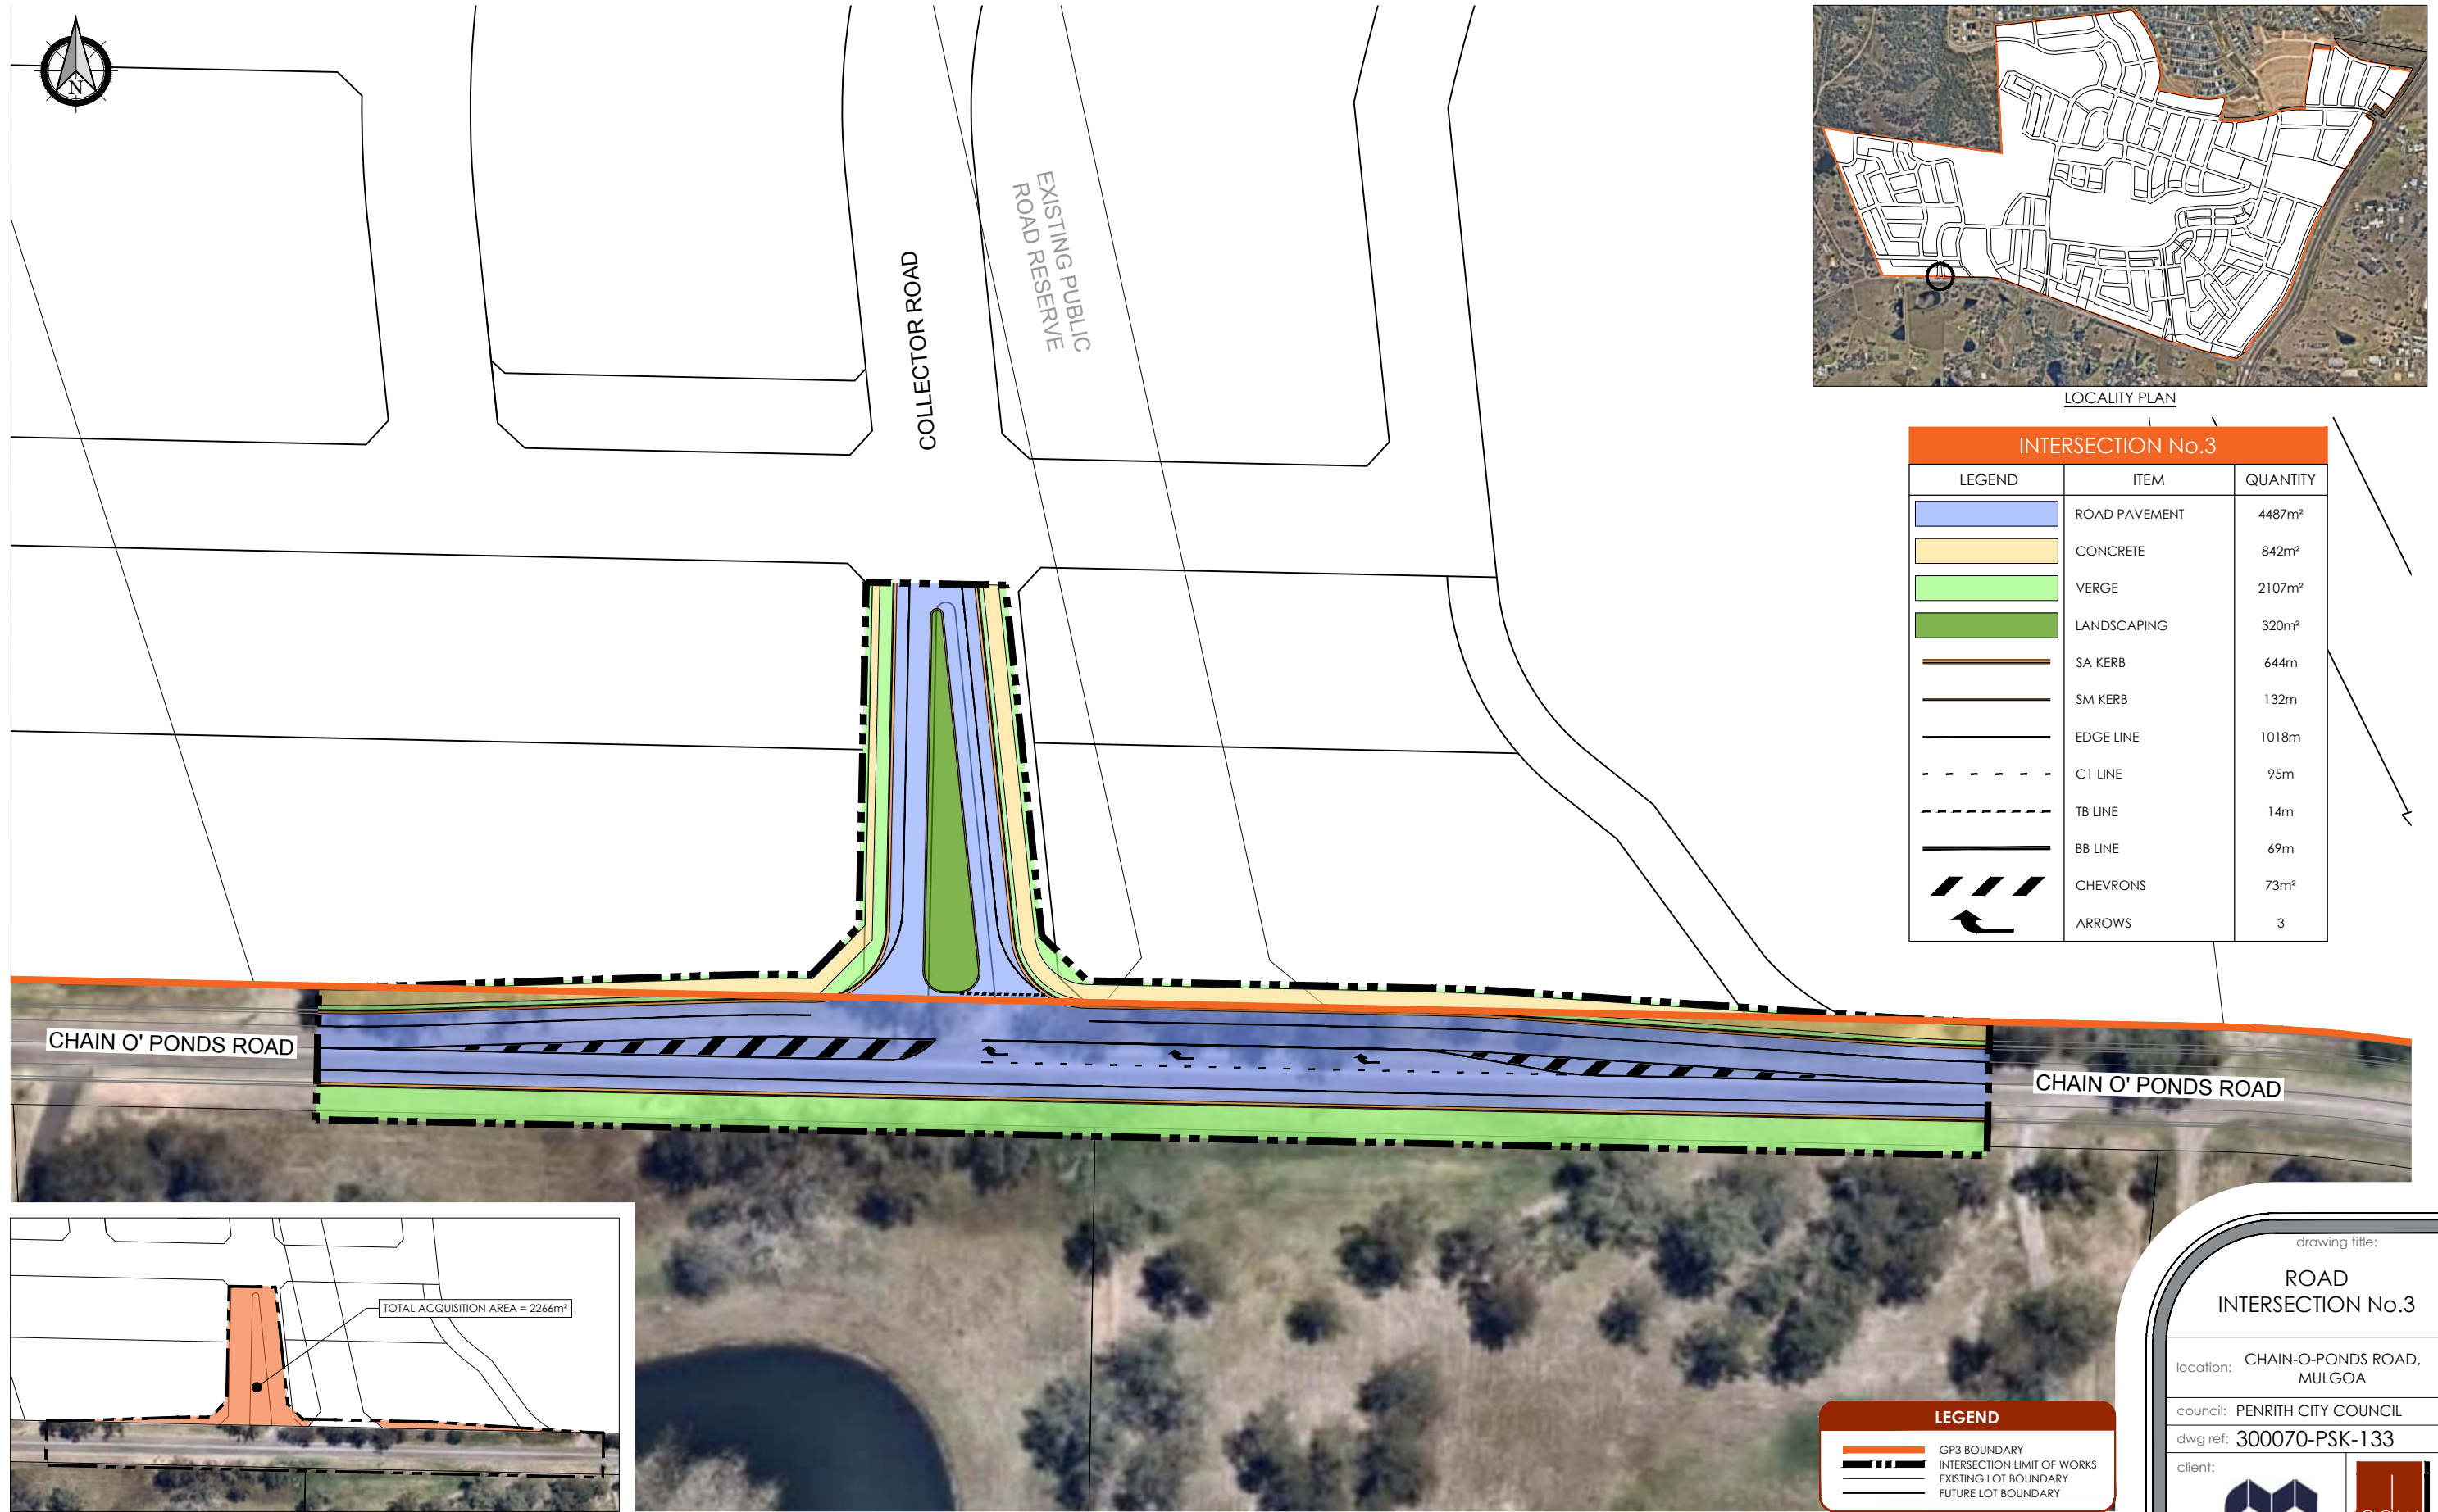 N
COLLECTOR ROAD
EXISTING PUBLIC
ROAD RESERVE
LOCALITY PLAN
INTERSECTION No.3
LEGEND ITEM QUANTITY
ROAD PAVEMENT 4487m²
CONCRETE 842m²
VERGE 2107m²
LANDSCAPING 320m²
SA KERB 644m
SM KERB 132m
EDGE LINE 1018m
C1 LINE 95m
TB LINE 14m
BB LINE 69m
CHEVRONS 73m²
ARROWS 3
CHAIN O' PONDS ROAD
CHAIN O' PONDS ROAD
TOTAL ACQUISITION AREA = 2266m²
LEGEND
GP3 BOUNDARY
INTERSECTION LIMIT OF WORKS
EXISTING LOT BOUNDARY
FUTURE LOT BOUNDARY
drawing title:
ROAD
INTERSECTION No.3
location: CHAIN-O-PONDS ROAD,
MULGOA
council: PENRITH CITY COUNCIL
dwg ref: 300070-PSK-133
client: